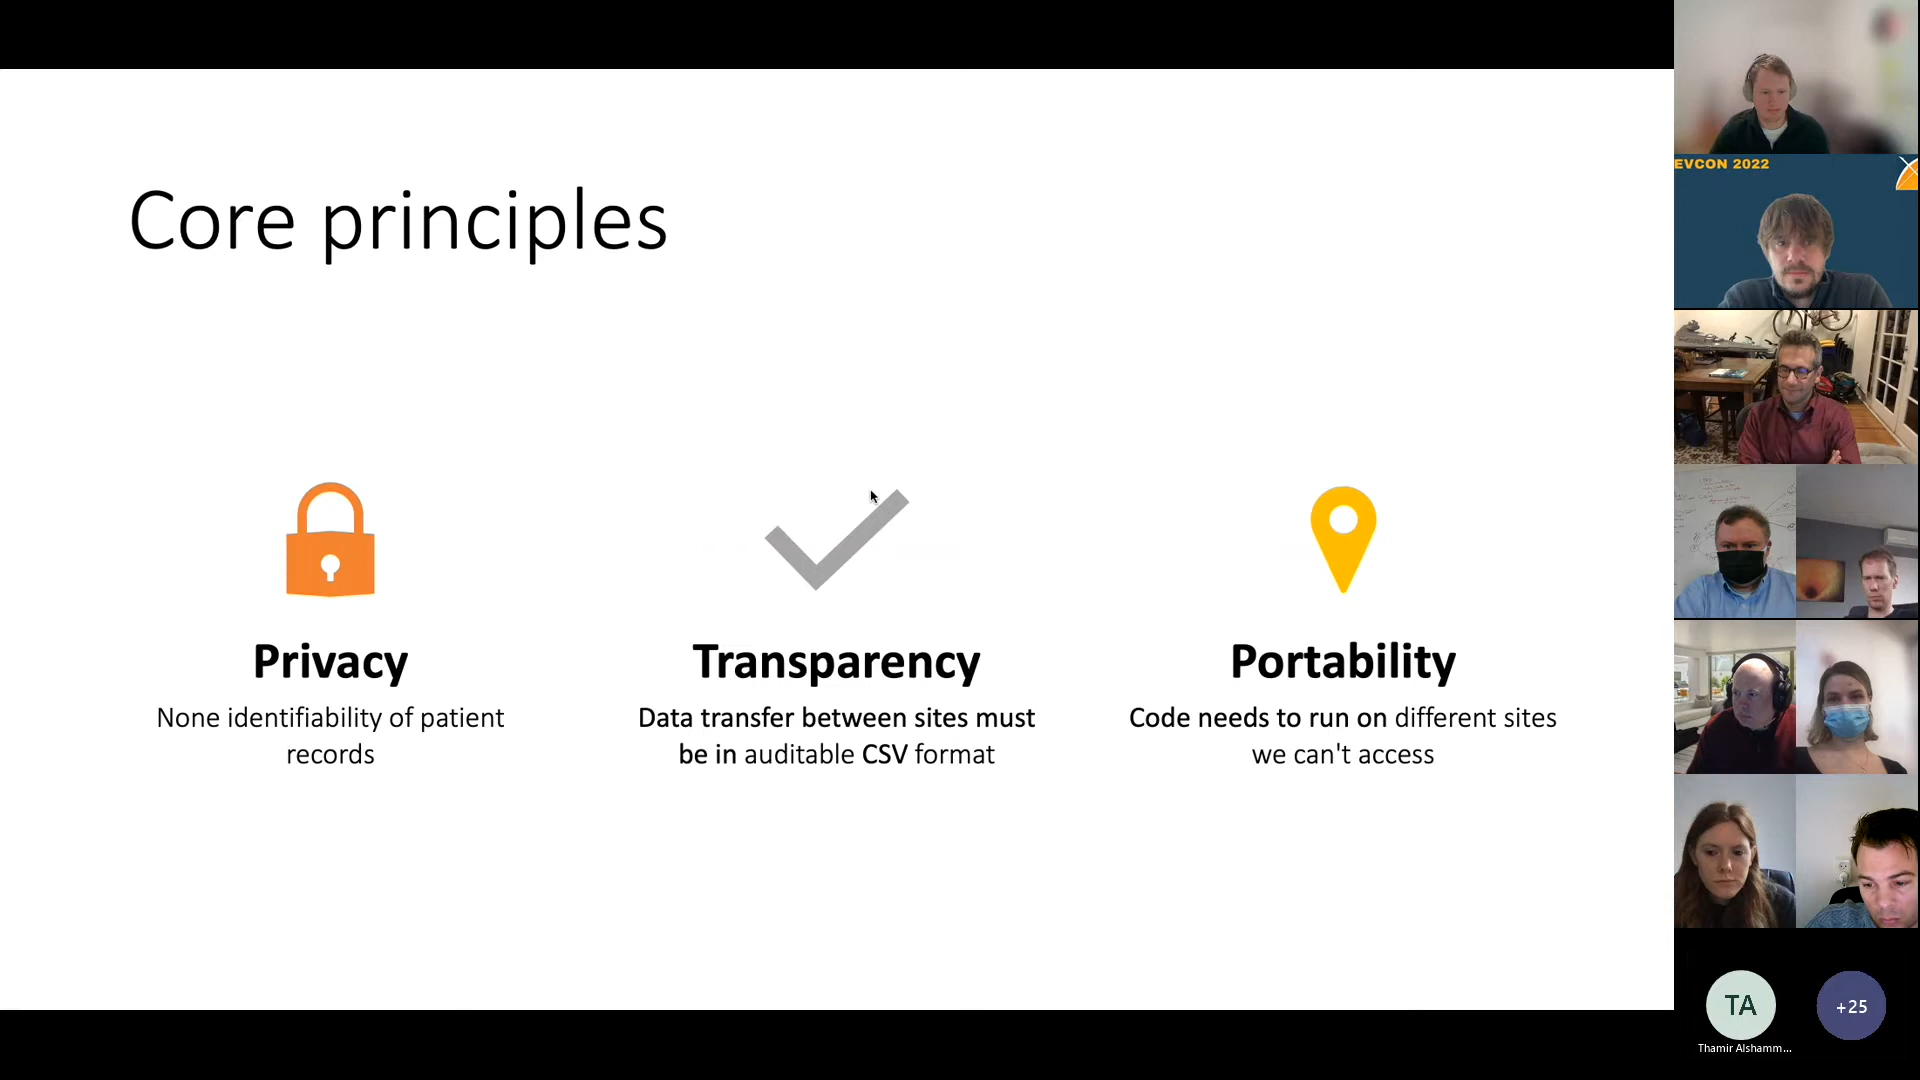 Core principles
Privacy
None identifiability of patient
records
Transparency
Data transfer between sites must
be in auditable CSV format
Portability
Code needs to run on different sites
we can't access
EVCON 2022
TA
Thamir Alshamm...
+25